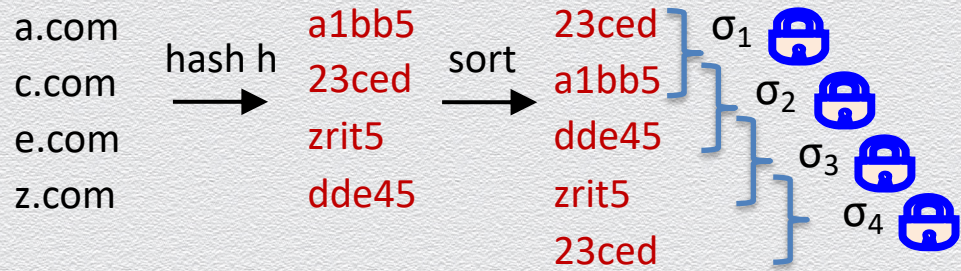 a.com
c.com
e.com
z.com
hash h
a1bb5
23ced
zrit5
dde45
sort
23ced
a1bb5
dde45
zrit5
23ced
σ₁
σ₂
σ₃
σ₄